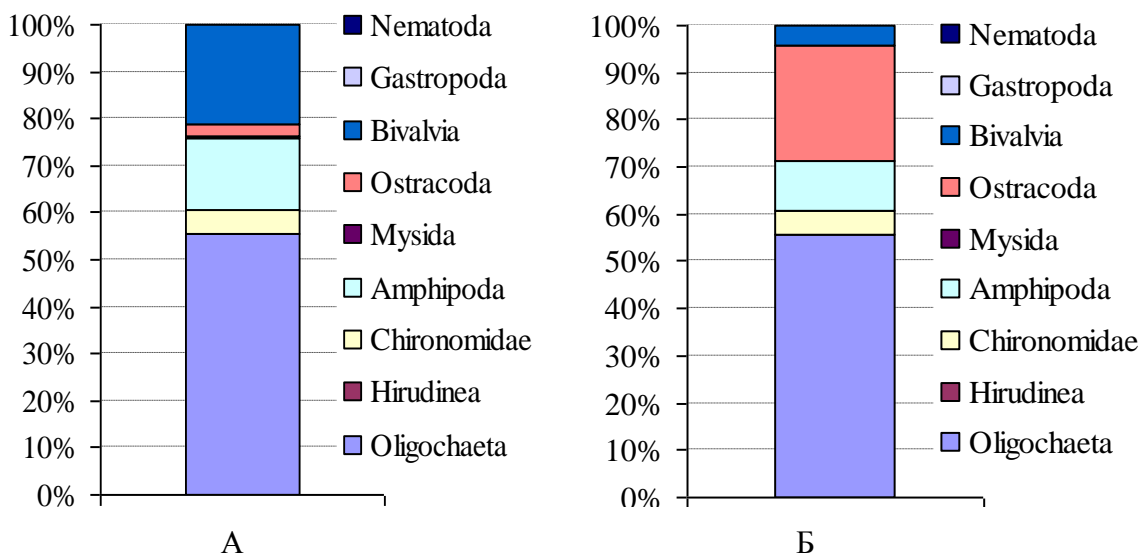 100%
90%
80%
70%
60%
50%
40%
30%
20%
10%
0%
Nematoda
Gastropoda
Bivalvia
Ostracoda
Mysida
Amphipoda
Chironomidae
Hirudinea
Oligochaeta
А
100%
90%
80%
70%
60%
50%
40%
30%
20%
10%
0%
Nematoda
Gastropoda
Bivalvia
Ostracoda
Mysida
Amphipoda
Chironomidae
Hirudinea
Oligochaeta
Б